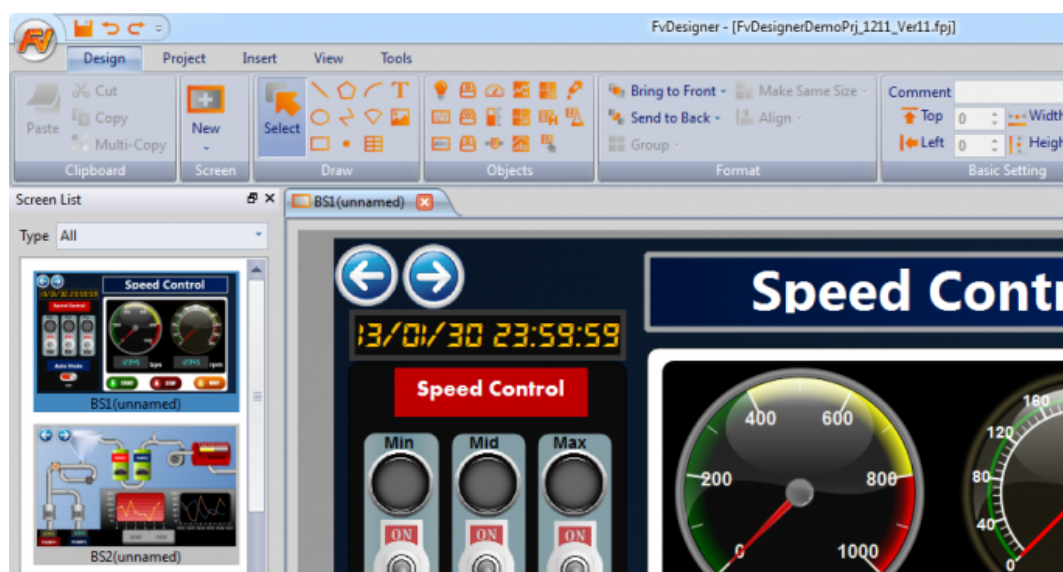 FvDesigner - [FvDesignerDemoPrj_1211_Ver11.fpj]
Design Project Insert View Tools
Paste
Cut
Copy
Multi-Copy
Clipboard
New
Screen
Select
Draw
Objects
Bring to Front
Send to Back
Group
Make Same Size
Align
Format
Comment
Top 0 Width
Left 0 Heigh
Basic Setting
Screen List
Type All
Speed Control
Speed Control
Auto Mode
BS1(unnamed)
BS2(unnamed)
BS1(unnamed)
Speed Contr
13/01/30 23:59:59
Speed Control
Min Mid Max
ON ON ON
0 200 400 600 800 1000
0 40 80 120 160